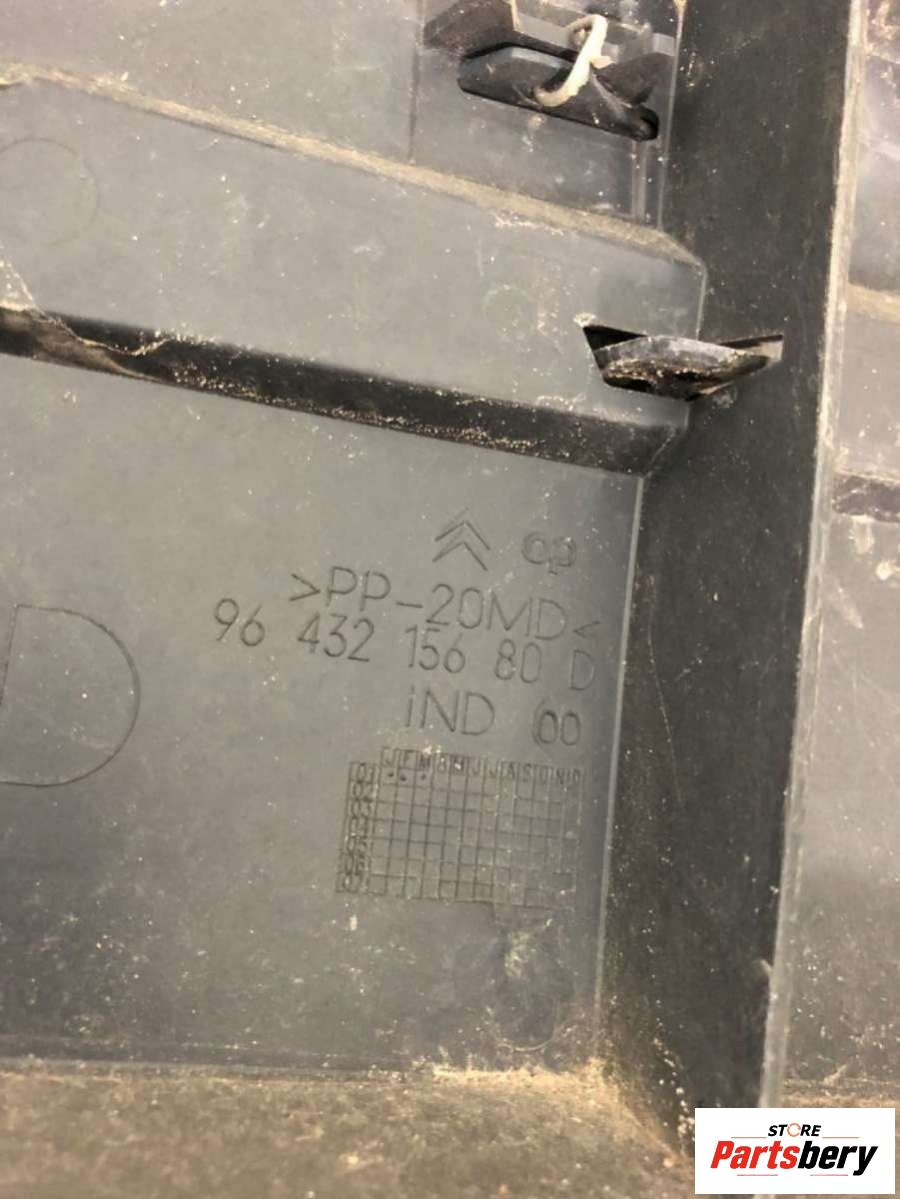 op
>PP-20MD<
96 432 156 80 D
iND (00
D
J F M A M J J A S O N D
STORE
Partsbery